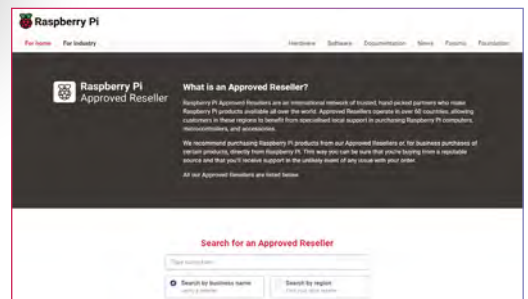 Raspberry Pi
For home For industry Hardware Software Documentation News Forums Foundation
Raspberry Pi
Approved Reseller
What is an Approved Reseller?
Raspberry Pi Approved Resellers are an international network of trusted, hand picked partners who make
Raspberry Pi products available all over the world. Approved Resellers operate in over 60 countries, allowing
customers in these regions to benefit from specialised local support in purchasing Raspberry Pi computers,
microcontrollers, and accessories.
We recommend purchasing Raspberry Pi products from our Approved Resellers or, for business purchases of
certain products, directly from Raspberry Pi. This way you can be sure that you're buying from a reputable
source and that you'll receive support in the unlikely event of any issue with your order.
All our Approved Resellers are listed below.
Search for an Approved Reseller
Search by business name
Search by region